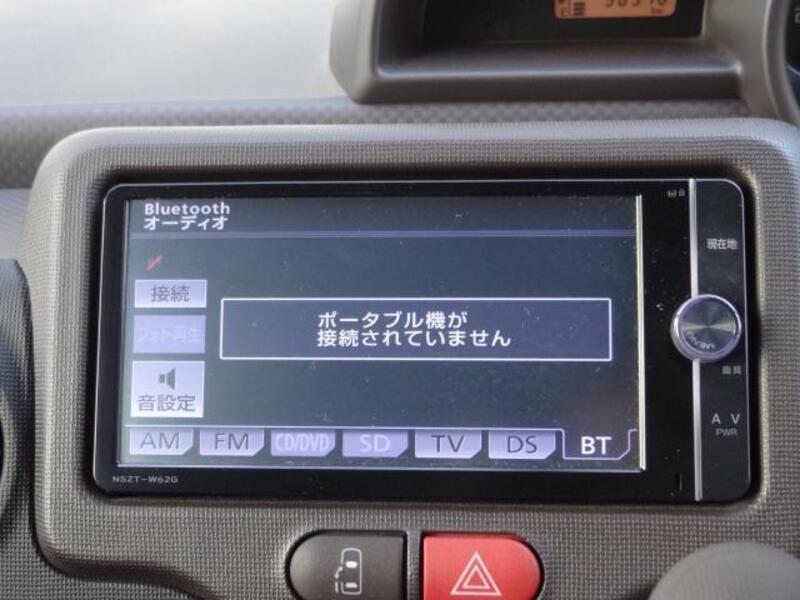 Bluetooth
オーディオ
現在地
接続
ポータブル機が
接続されていません
フォト再生
MENU
画質
音設定
A V
PWR
AM FM CD/DVD SD TV DS BT
NSZT-W62G